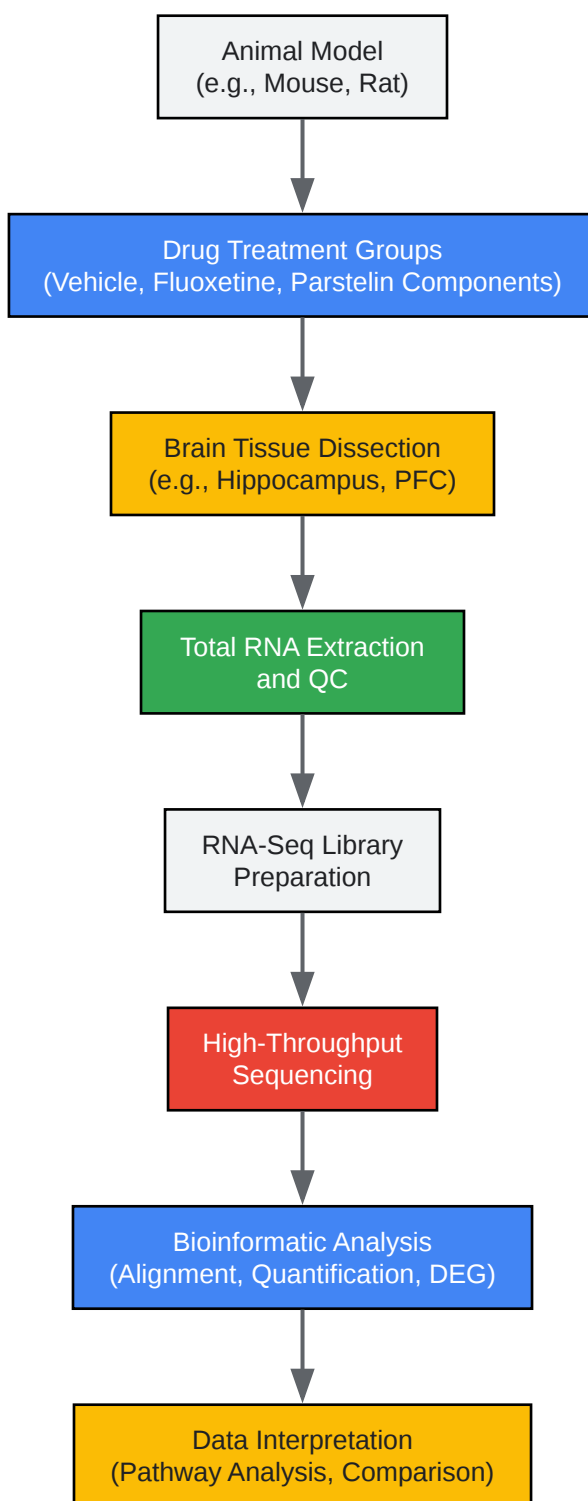 Animal Model
(e.g., Mouse, Rat)
Drug Treatment Groups
(Vehicle, Fluoxetine, Parstelin Components)
Brain Tissue Dissection
(e.g., Hippocampus, PFC)
Total RNA Extraction
and QC
RNA-Seq Library
Preparation
High-Throughput
Sequencing
Bioinformatic Analysis
(Alignment, Quantification, DEG)
Data Interpretation
(Pathway Analysis, Comparison)